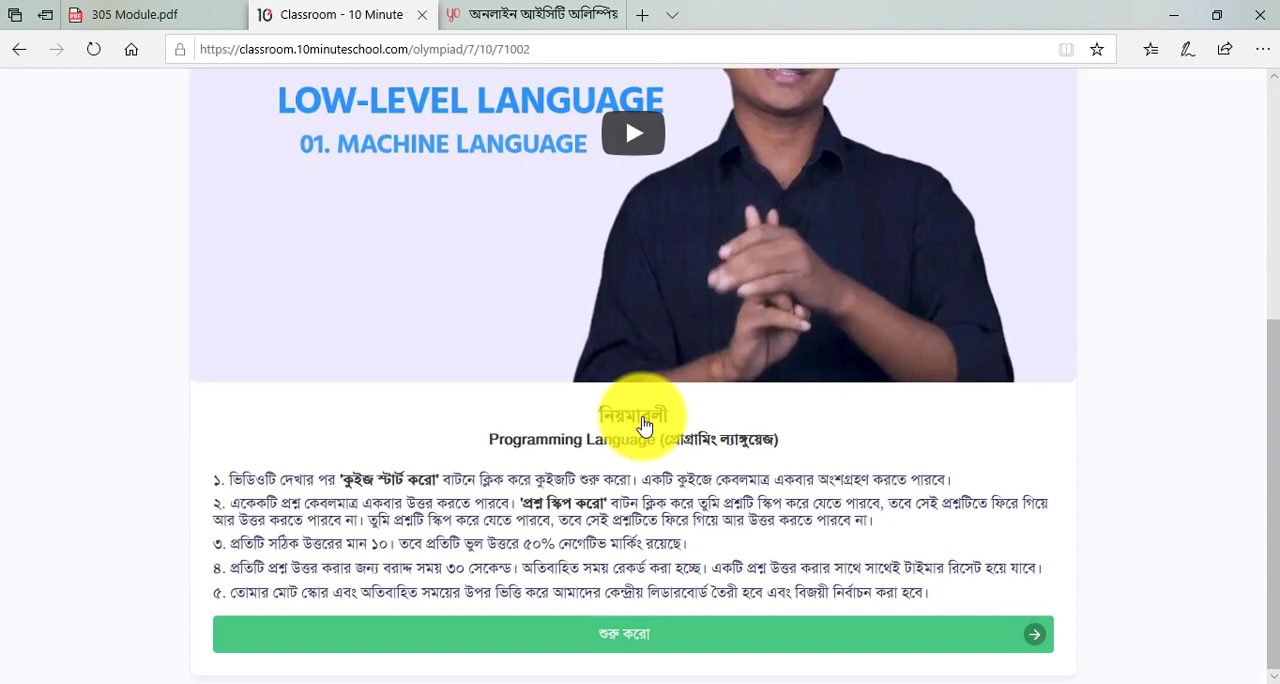 305 Module.pdf
10 Classroom - 10 Minute
yo অনলাইন আইসিটি অলিম্পিয়
https://classroom.10minuteschool.com/olympiad/7/10/71002
LOW-LEVEL LANGUAGE
01. MACHINE LANGUAGE
নিয়মাবলী
Programming Language (প্রোগ্রামিং ল্যাঙ্গুয়েজ)
১. ভিডিওটি দেখার পর 'কুইজ স্টার্ট করো' বাটনে ক্লিক করে কুইজটি শুরু করো। একটি কুইজে কেবলমাত্র একবার অংশগ্রহণ করতে পারবে।
২. একেকটি প্রশ্ন কেবলমাত্র একবার উত্তর করতে পারবে। 'প্রশ্ন স্কিপ করো' বাটন ক্লিক করে তুমি প্রশ্নটি স্কিপ করে যেতে পারবে, তবে সেই প্রশ্নটিতে ফিরে গিয়ে
আর উত্তর করতে পারবে না। তুমি প্রশ্নটি স্কিপ করে যেতে পারবে, তবে সেই প্রশ্নটিতে ফিরে গিয়ে আর উত্তর করতে পারবে না।
৩. প্রতিটি সঠিক উত্তরের মান ১০। তবে প্রতিটি ভুল উত্তরে ৫০% নেগেটিভ মার্কিং রয়েছে।
৪. প্রতিটি প্রশ্ন উত্তর করার জন্য বরাদ্দ সময় ৩০ সেকেন্ড। অতিবাহিত সময় রেকর্ড করা হচ্ছে। একটি প্রশ্ন উত্তর করার সাথে সাথেই টাইমার রিসেট হয়ে যাবে।
৫. তোমার মোট স্কোর এবং অতিবাহিত সময়ের উপর ভিত্তি করে আমাদের কেন্দ্রীয় লিডারবোর্ড তৈরী হবে এবং বিজয়ী নির্বাচন করা হবে।
শুরু করো